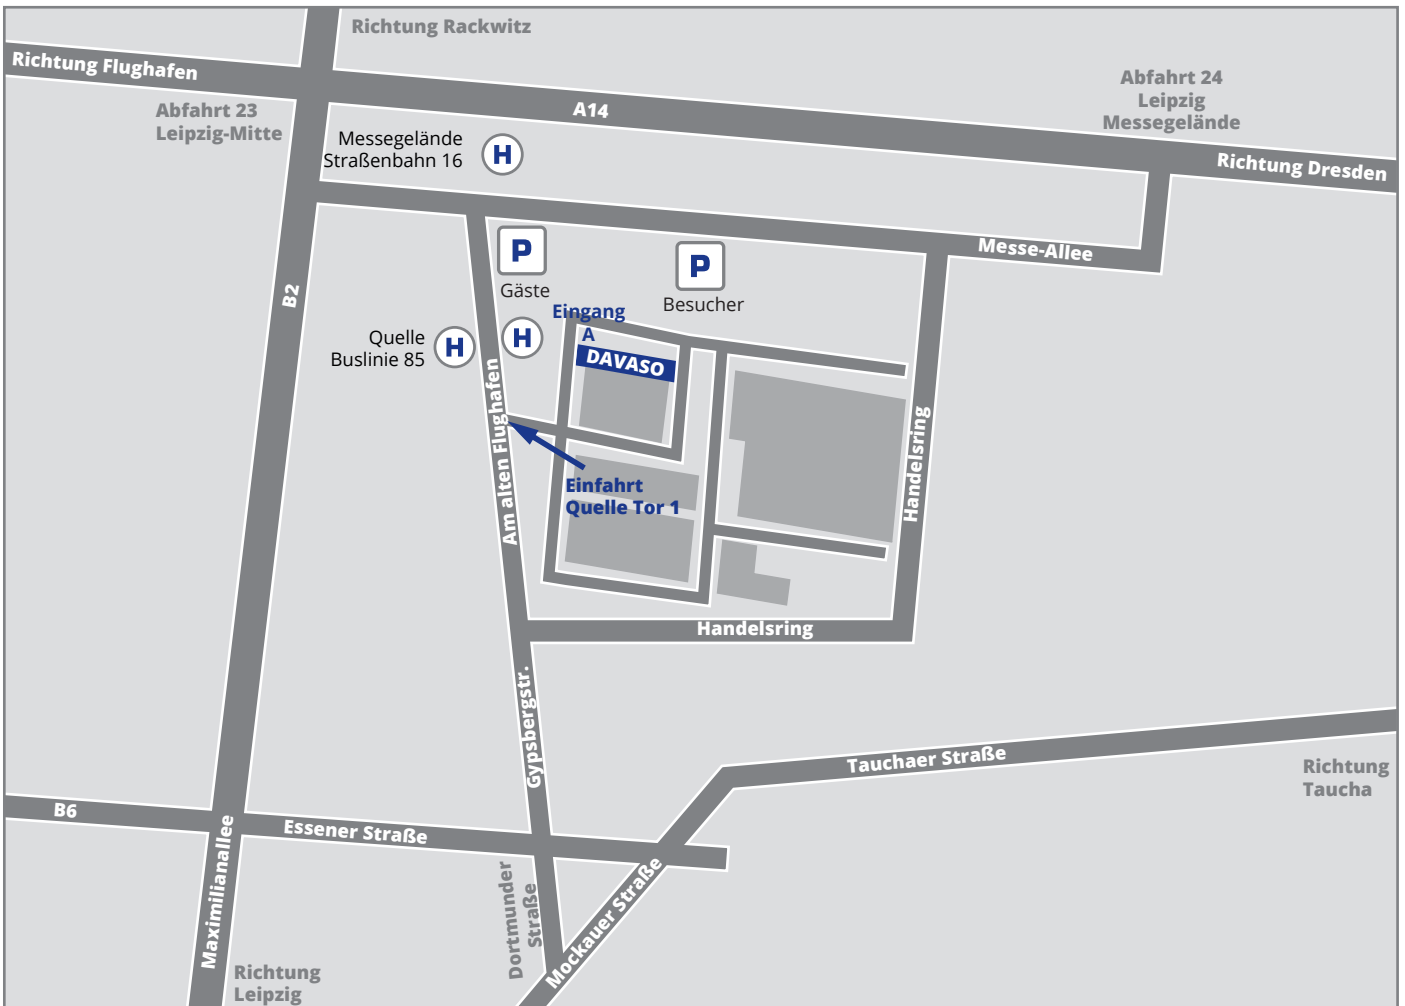 Richtung Rackwitz
Richtung Flughafen
Abfahrt 23
Leipzig-Mitte
A14
Abfahrt 24
Leipzig
Messegelände
Richtung Dresden
Messegelände
Straßenbahn 16
H
Messe-Allee
P
Gäste
P
Besucher
B2
Eingang
A
DAVASO
Quelle
Buslinie 85
H
H
Am alten Flughafen
Handelsring
Einfahrt
Quelle Tor 1
Handelsring
Gypsbergstr.
Tauchaer Straße
Richtung
Taucha
B6
Essener Straße
Maximilianallee
Dortmunder
Straße
Mockauer Straße
Richtung
Leipzig